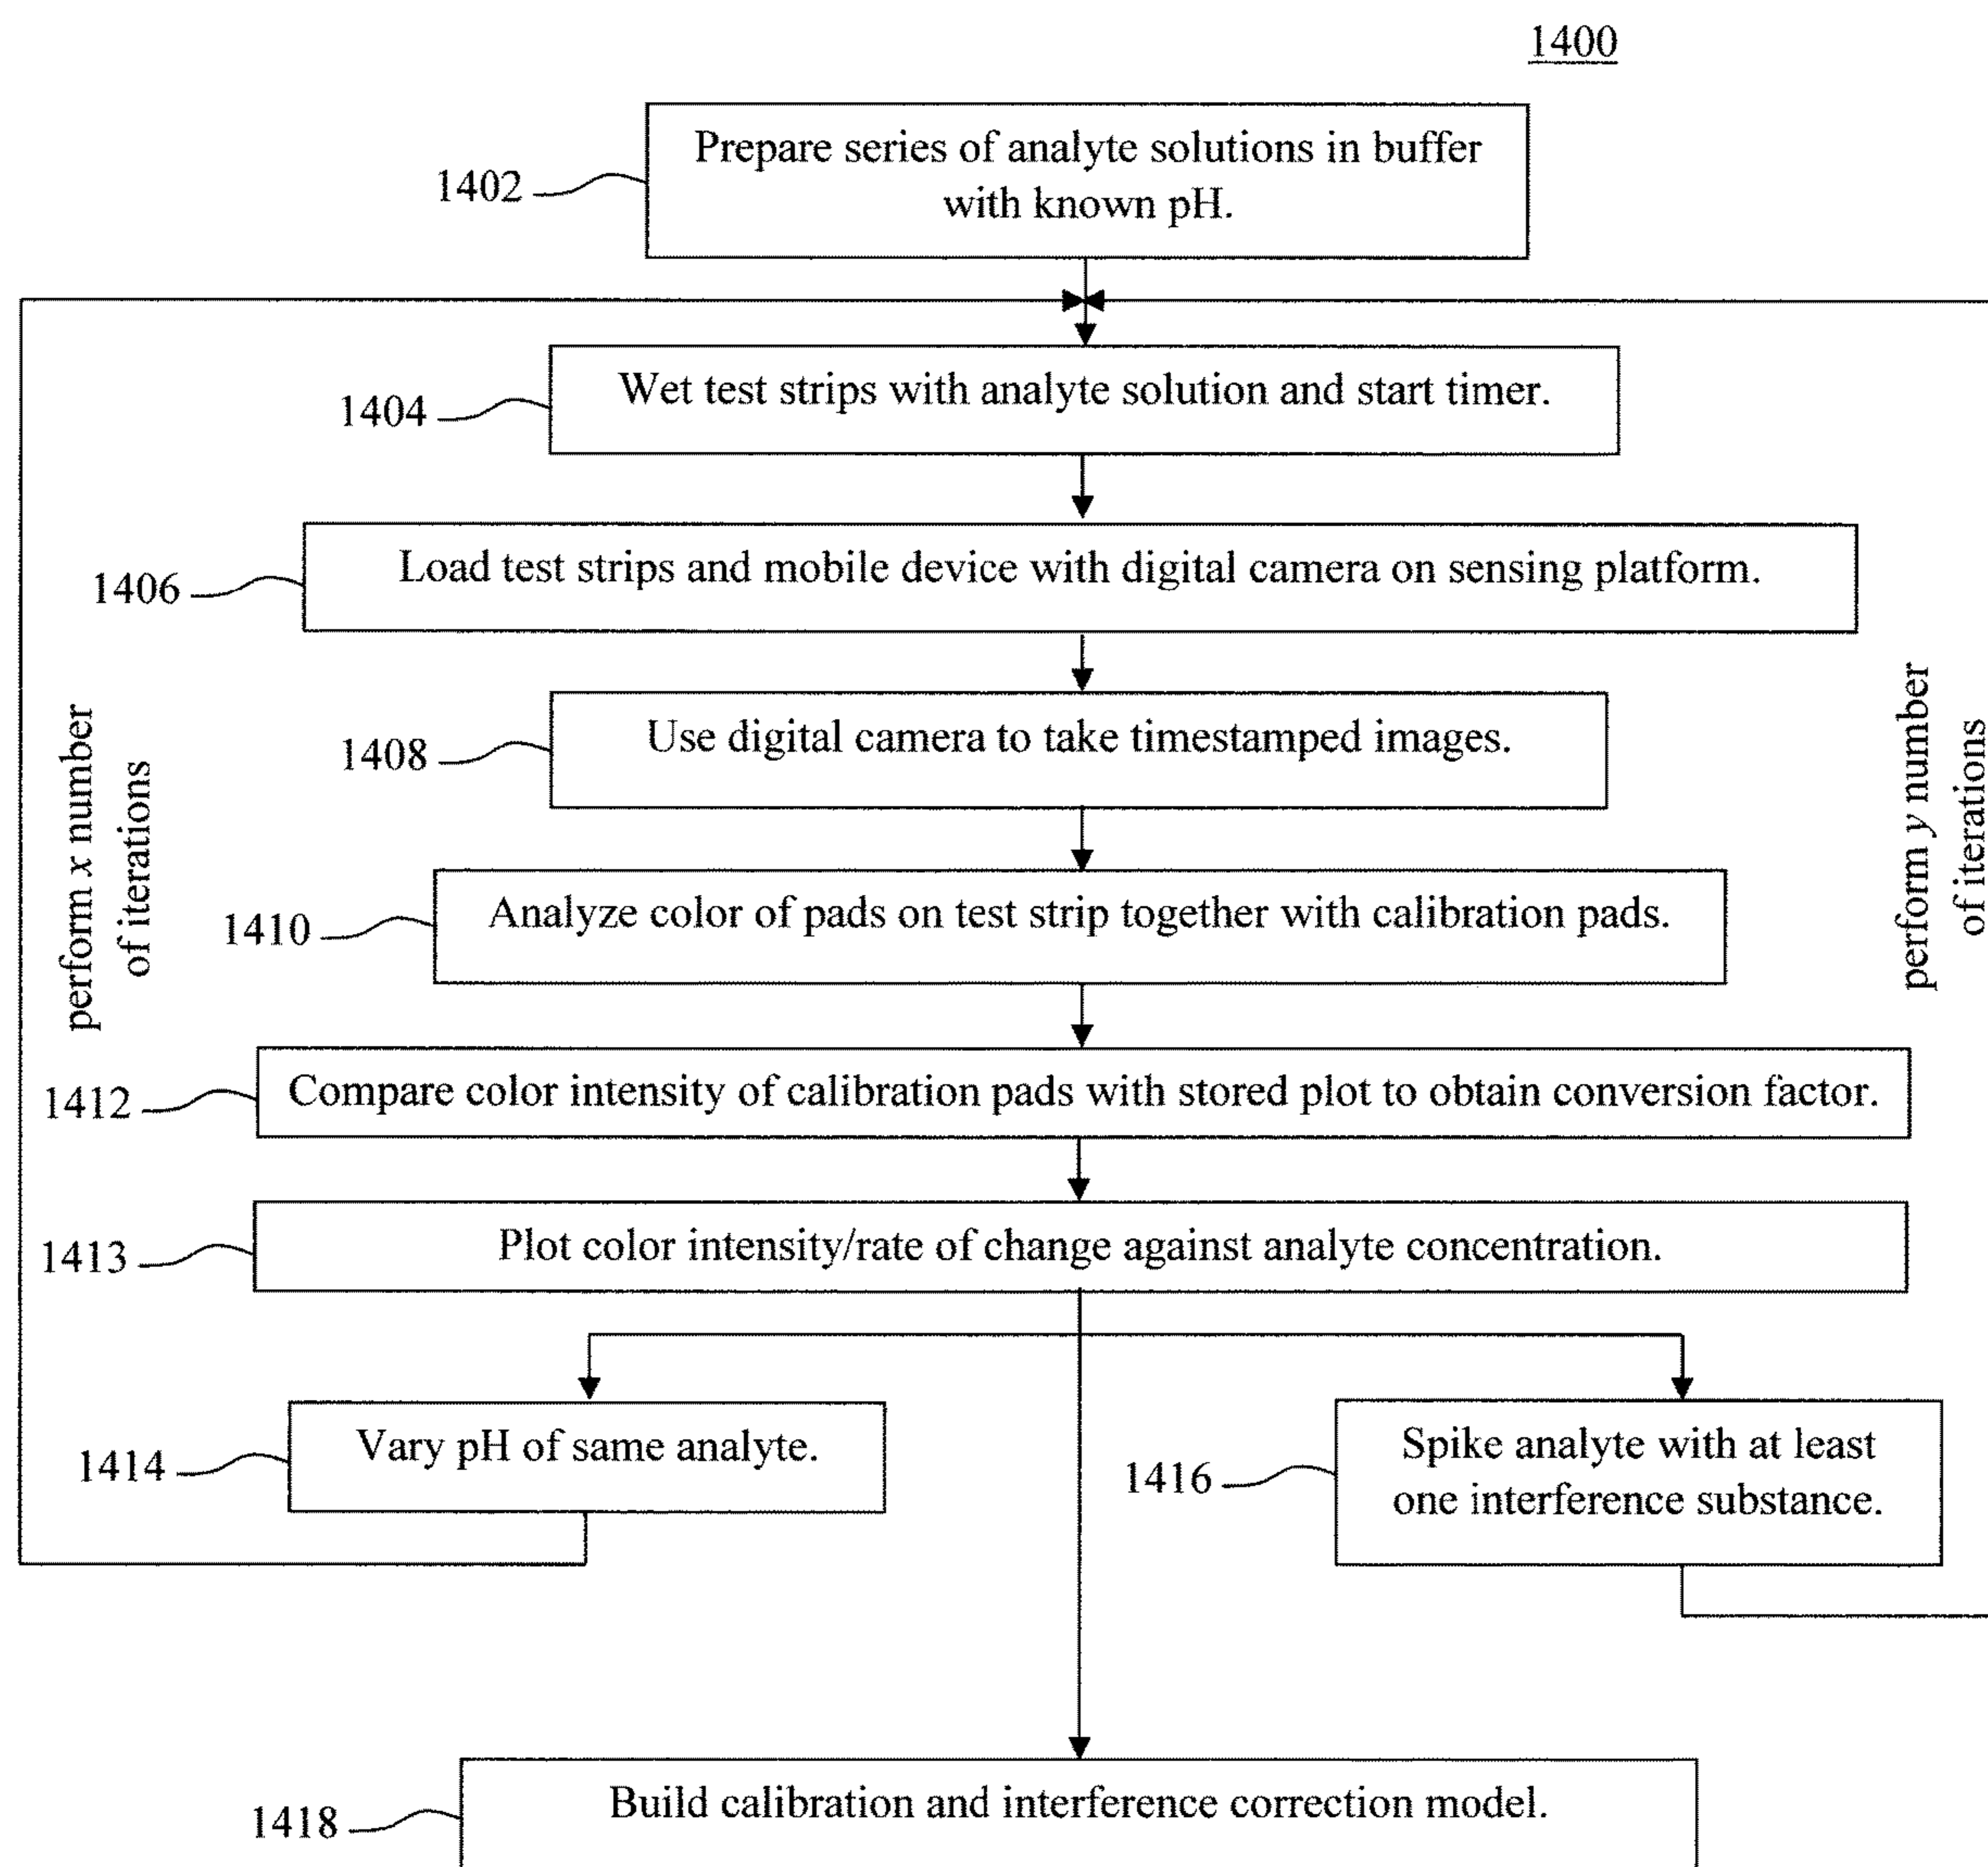 1400
Prepare series of analyte solutions in buffer
with known pH.
1402
Wet test strips with analyte solution and start timer.
1404
Load test strips and mobile device with digital camera on sensing platform.
1406
Use digital camera to take timestamped images.
1408
perform x number
of iterations
perform y number
of iterations
Analyze color of pads on test strip together with calibration pads.
1410
Compare color intensity of calibration pads with stored plot to obtain conversion factor.
1412
Plot color intensity/rate of change against analyte concentration.
1413
Vary pH of same analyte.
1414
Spike analyte with at least
one interference substance.
1416
Build calibration and interference correction model.
1418